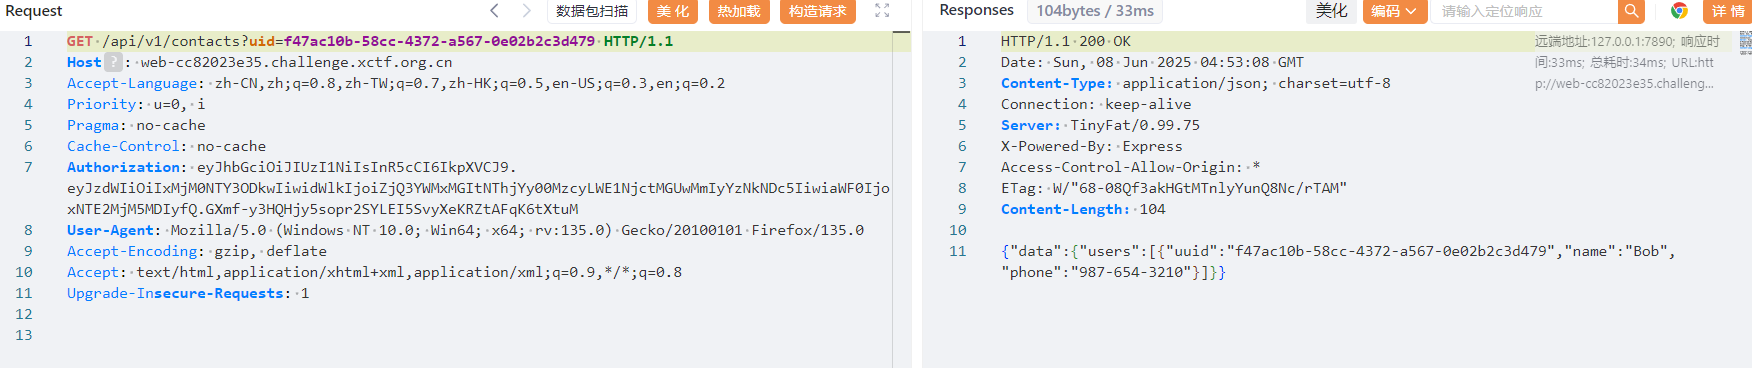 Request
数据包扫描 美 化 热加载 构造请求
1 GET /api/v1/contacts?uid=f47ac10b-58cc-4372-a567-0e02b2c3d479 HTTP/1.1
2 Host ? : web-cc82023e35.challenge.xctf.org.cn
3 Accept-Language: zh-CN,zh;q=0.8,zh-TW;q=0.7,zh-HK;q=0.5,en-US;q=0.3,en;q=0.2
4 Priority: u=0, i
5 Pragma: no-cache
6 Cache-Control: no-cache
7 Authorization: eyJhbGciOiJIUzI1NiIsInR5cCI6IkpXVCJ9.
eyJzdWIiOiIxMjM0NTY3ODkwIiwidWlkIjoiZjQ3YWMxMGItNThjYy00MzcyLWE1NjctMGUwMmIyYzNkNDc5IiwiaWF0Ijo
xNTE2MjM5MDIyfQ.GXmf-y3HQHjy5sopr2SYLEI5SvyXeKRZtAFqK6tXtuM
8 User-Agent: Mozilla/5.0 (Windows NT 10.0; Win64; x64; rv:135.0) Gecko/20100101 Firefox/135.0
9 Accept-Encoding: gzip, deflate
10 Accept: text/html,application/xhtml+xml,application/xml;q=0.9,*/*;q=0.8
11 Upgrade-Insecure-Requests: 1
12
13
Responses 104bytes / 33ms 美化 编码 请输入定位响应 详 情
1 HTTP/1.1 200 OK
2 Date: Sun, 08 Jun 2025 04:53:08 GMT
3 Content-Type: application/json; charset=utf-8
4 Connection: keep-alive
5 Server: TinyFat/0.99.75
6 X-Powered-By: Express
7 Access-Control-Allow-Origin: *
8 ETag: W/"68-08Qf3akHGtMTnlyYunQ8Nc/rTAM"
9 Content-Length: 104
10
11 {"data":{"users":[{"uuid":"f47ac10b-58cc-4372-a567-0e02b2c3d479","name":"Bob",
"phone":"987-654-3210"}]}}
远端地址:127.0.0.1:7890; 响应时
间:33ms; 总耗时:34ms; URL:htt
p://web-cc82023e35.challeng...